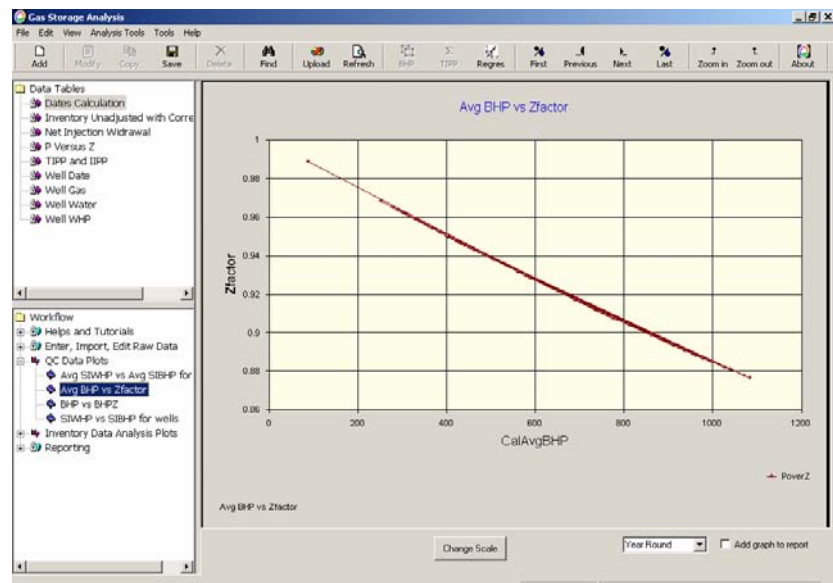 Gas Storage Analysis
File Edit View Analysis Tools Tools Help
Add Modify Copy Save Delete Find Upload Refresh BHP TIPP Regres First Previous Next Last Zoom in Zoom out About
Data Tables
Dates Calculation
Inventory Unadjusted with Corre
Net Injection Widrawal
P Versus Z
TIPP and IIPP
Well Date
Well Gas
Well Water
Well WHP
Workflow
Helps and Tutorials
Enter, Import, Edit Raw Data
QC Data Plots
Avg SIWHP vs Avg SIBHP for
Avg BHP vs Zfactor
BHP vs BHPZ
SIWHP vs SIBHP for wells
Inventory Data Analysis Plots
Reporting
Avg BHP vs Zfactor
1
0.98
0.96
0.94
0.92
0.9
0.88
0.86
Zfactor
0 200 400 600 800 1000 1200
CalAvgBHP
PoverZ
Avg BHP vs Zfactor
Change Scale
Year Round
Add graph to report